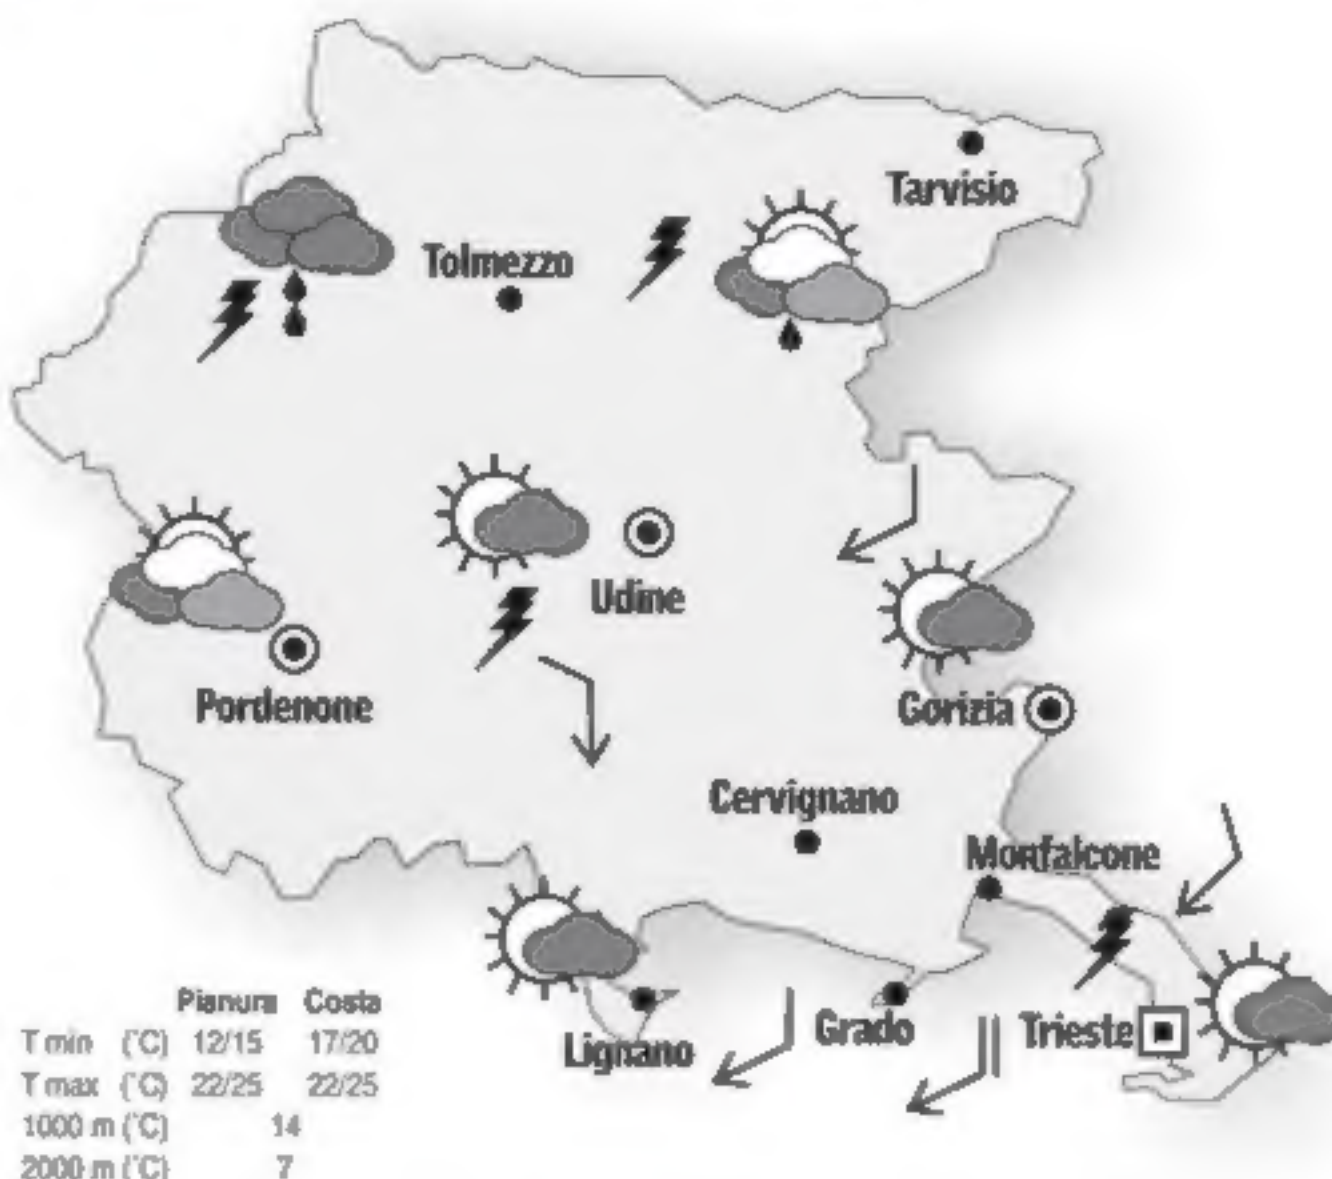 Tarvisio
Tolmezzo
Udine
Pordenone
Gorizia
Cervignano
Monfalcone
Grado
Trieste
Lignano
Pianura Costa
T min (°C) 12/15 17/20
T max (°C) 22/25 22/25
1000 m (°C) 14
2000 m (°C) 7